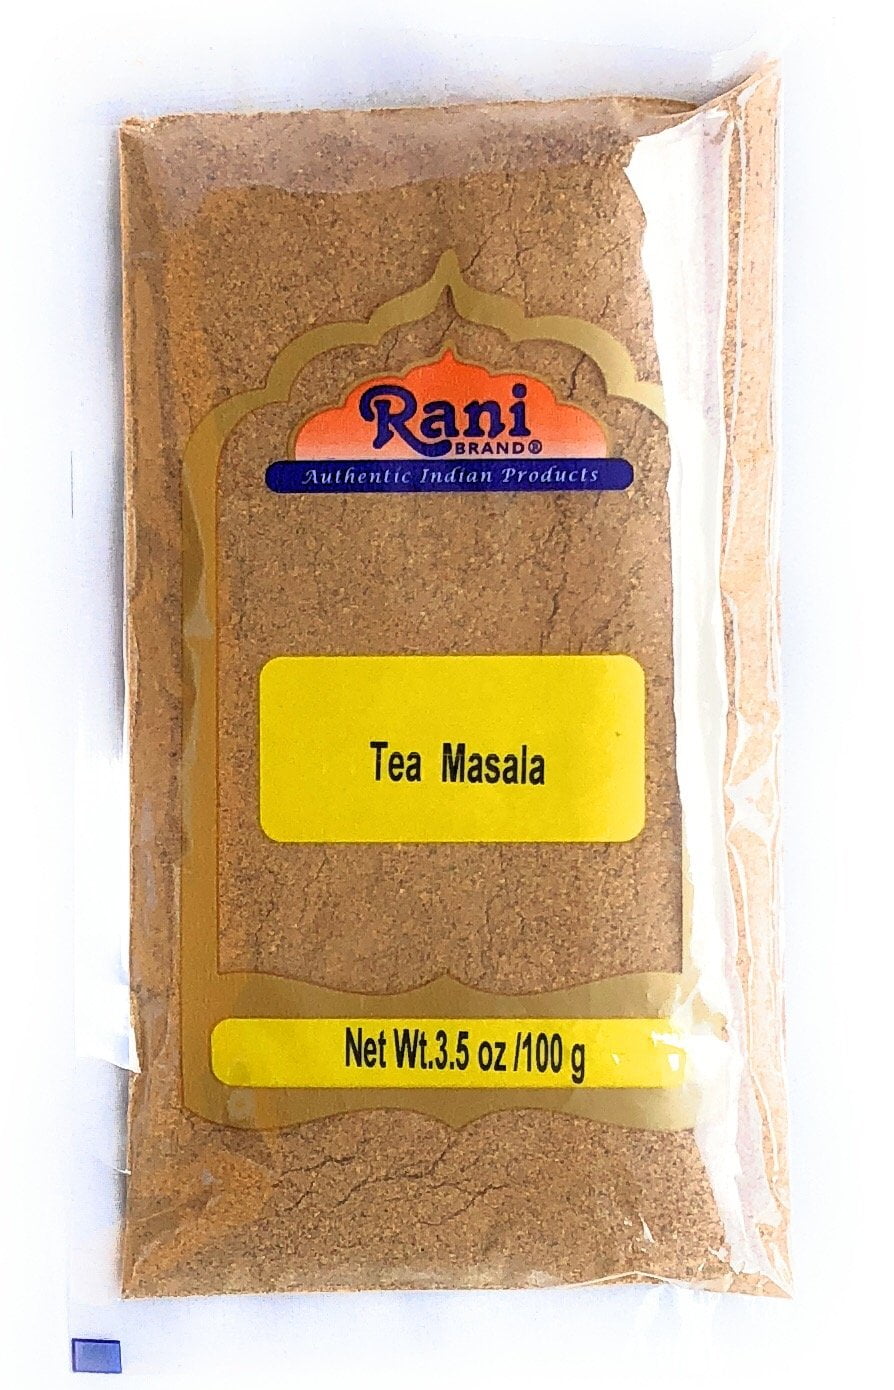 Rani
BRAND®
Authentic Indian Products
Tea Masala
Net Wt.3.5 oz /100 g